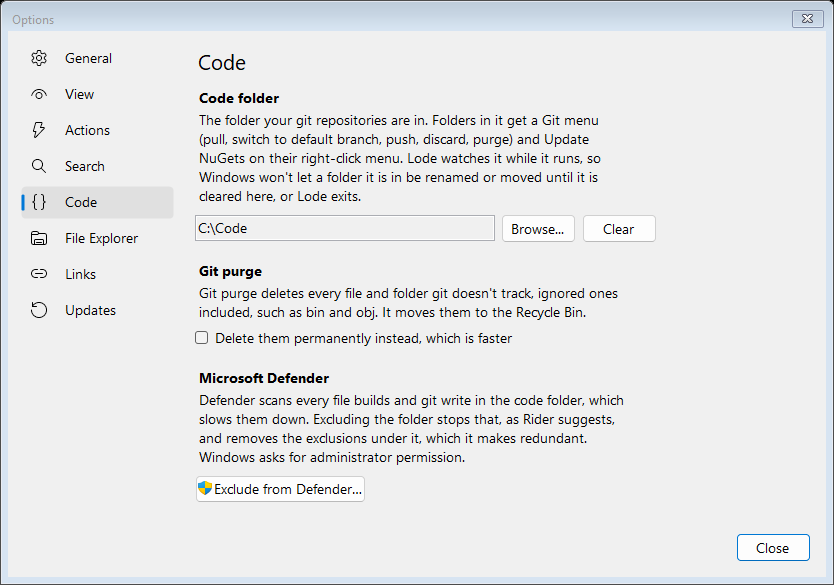 Options
General
View
Actions
Search
Code
File Explorer
Links
Updates
Code
Code folder
The folder your git repositories are in. Folders in it get a Git menu
(pull, switch to default branch, push, discard, purge) and Update
NuGets on their right-click menu. Lode watches it while it runs, so
Windows won't let a folder it is in be renamed or moved until it is
cleared here, or Lode exits.
C:\Code
Browse...
Clear
Git purge
Git purge deletes every file and folder git doesn't track, ignored ones
included, such as bin and obj. It moves them to the Recycle Bin.
Delete them permanently instead, which is faster
Microsoft Defender
Defender scans every file builds and git write in the code folder, which
slows them down. Excluding the folder stops that, as Rider suggests,
and removes the exclusions under it, which it makes redundant.
Windows asks for administrator permission.
Exclude from Defender...
Close